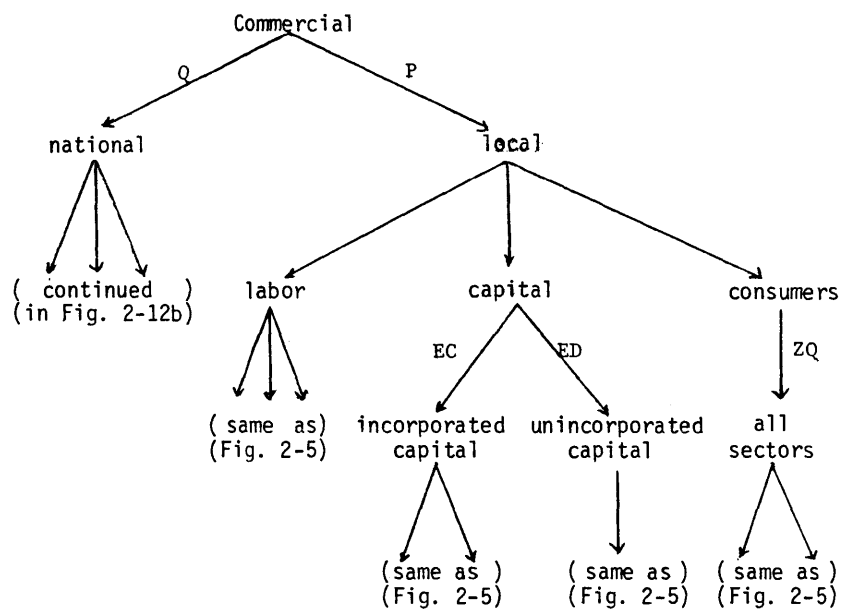 Commercial
Q P
national local
( continued ) labor capital consumers
(in Fig. 2-12b)
EC ED ZQ
( same as) incorporated unincorporated all
(Fig. 2-5) capital capital sectors
(same as ) (same as ) (same as )
(Fig. 2-5) (Fig. 2-5) (Fig. 2-5)